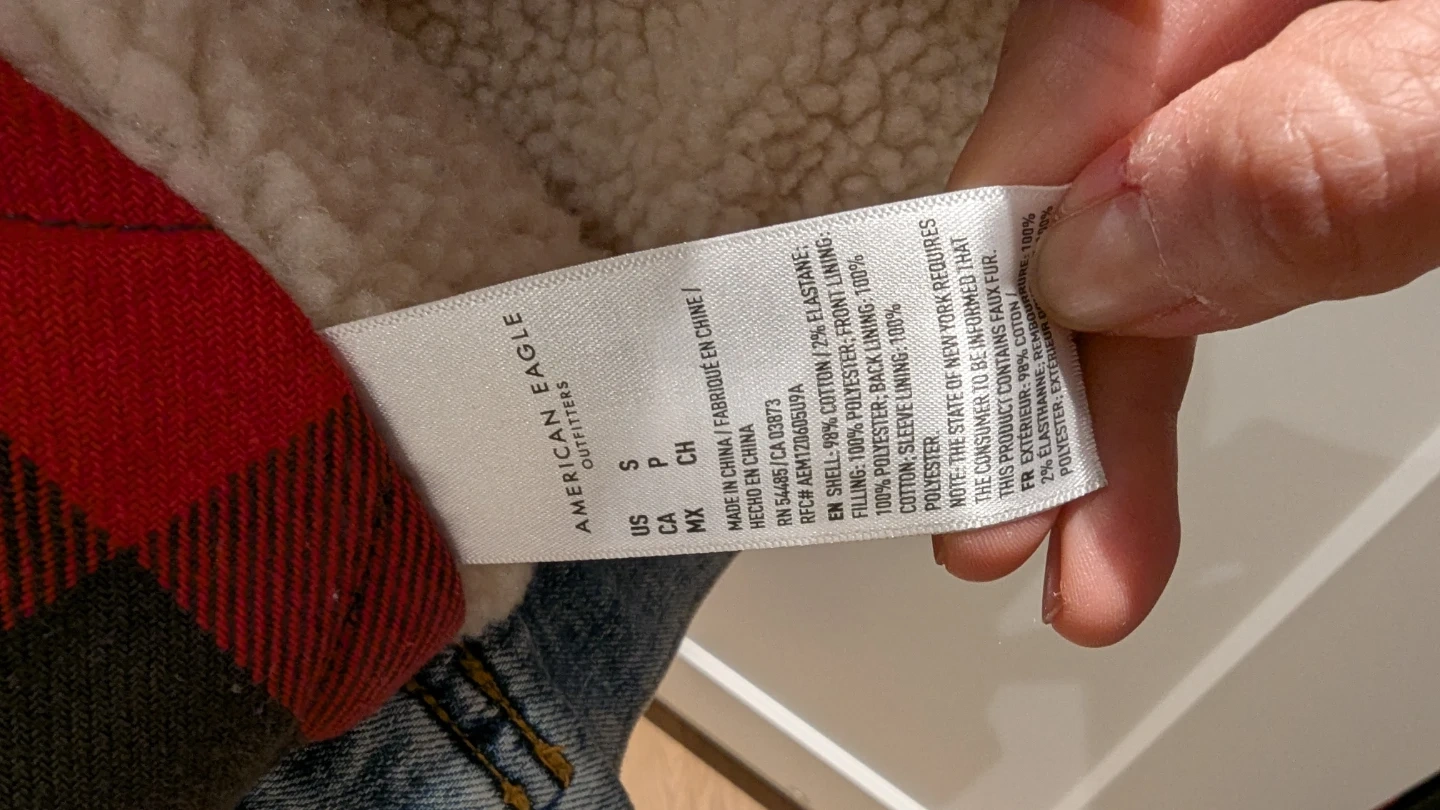 AMERICAN EAGLE
OUTFITTERS
US S
CA P
MX CH
MADE IN CHINA / FABRIQUÉ EN CHINE /
HECHO EN CHINA
RN 54485 / CA 03873
RFC# AEM120605U9A
EN SHELL: 98% COTTON / 2% ELASTANE;
FILLING: 100% POLYESTER; FRONT LINING:
100% POLYESTER; BACK LINING: 100%
COTTON; SLEEVE LINING: 100%
POLYESTER.
NOTE: THE STATE OF NEW YORK REQUIRES
THE CONSUMER TO BE INFORMED THAT
THIS PRODUCT CONTAINS FAUX FUR.
FR EXTÉRIEUR: 98% COTON / 
2% ÉLASTHANNE; REMBOURRURE: 100%
POLYESTER; EXTÉRIEUR 100%